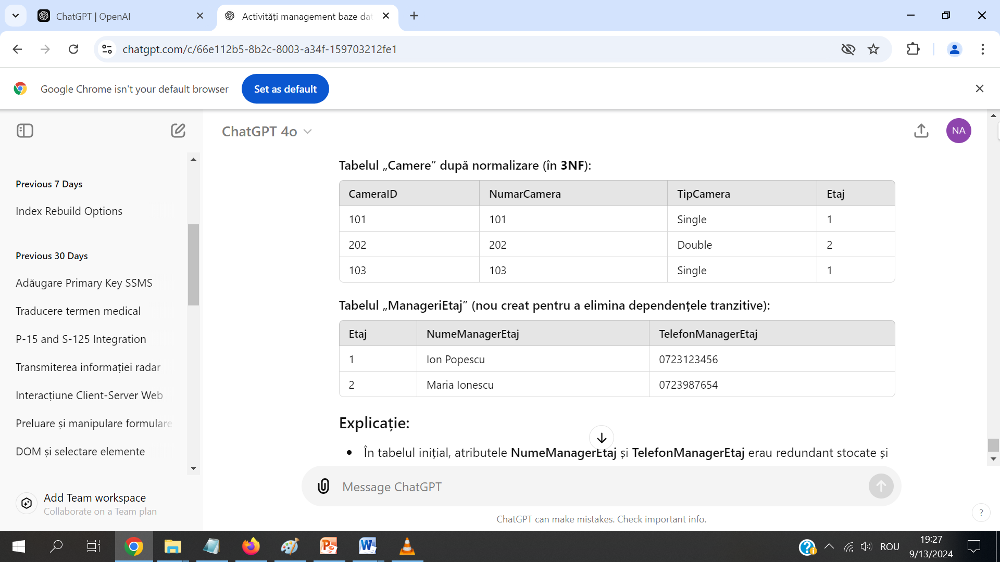 ChatGPT | OpenAI
Activități management baze dat
chatgpt.com/c/66e112b5-8b2c-8003-a34f-159703212fe1
Google Chrome isn't your default browser
Set as default
ChatGPT 4o
NA
Previous 7 Days
Index Rebuild Options
Previous 30 Days
Adăugare Primary Key SSMS
Traducere termen medical
P-15 and S-125 Integration
Transmiterea informației radar
Interacțiune Client-Server Web
Preluare și manipulare formulare
DOM și selectare elemente
Add Team workspace
Collaborate on a Team plan
Tabelul „Camere” după normalizare (în 3NF):
CameraID NumarCamera TipCamera Etaj
101 101 Single 1
202 202 Double 2
103 103 Single 1
Tabelul „ManageriEtaj” (nou creat pentru a elimina dependențele tranzitive):
Etaj NumeManagerEtaj TelefonManagerEtaj
1 Ion Popescu 0723123456
2 Maria Ionescu 0723987654
Explicație:
• În tabelul inițial, atributele NumeManagerEtaj și TelefonManagerEtaj erau redundant stocate și
Message ChatGPT
ChatGPT can make mistakes. Check important info.
?
ROU
19:27
9/13/2024